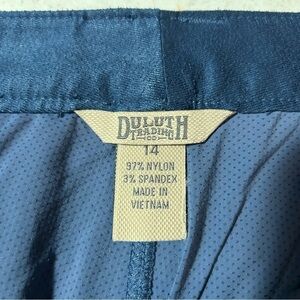 DULUTH
TRADING
CO
14
97% NYLON
3% SPANDEX
MADE IN
VIETNAM